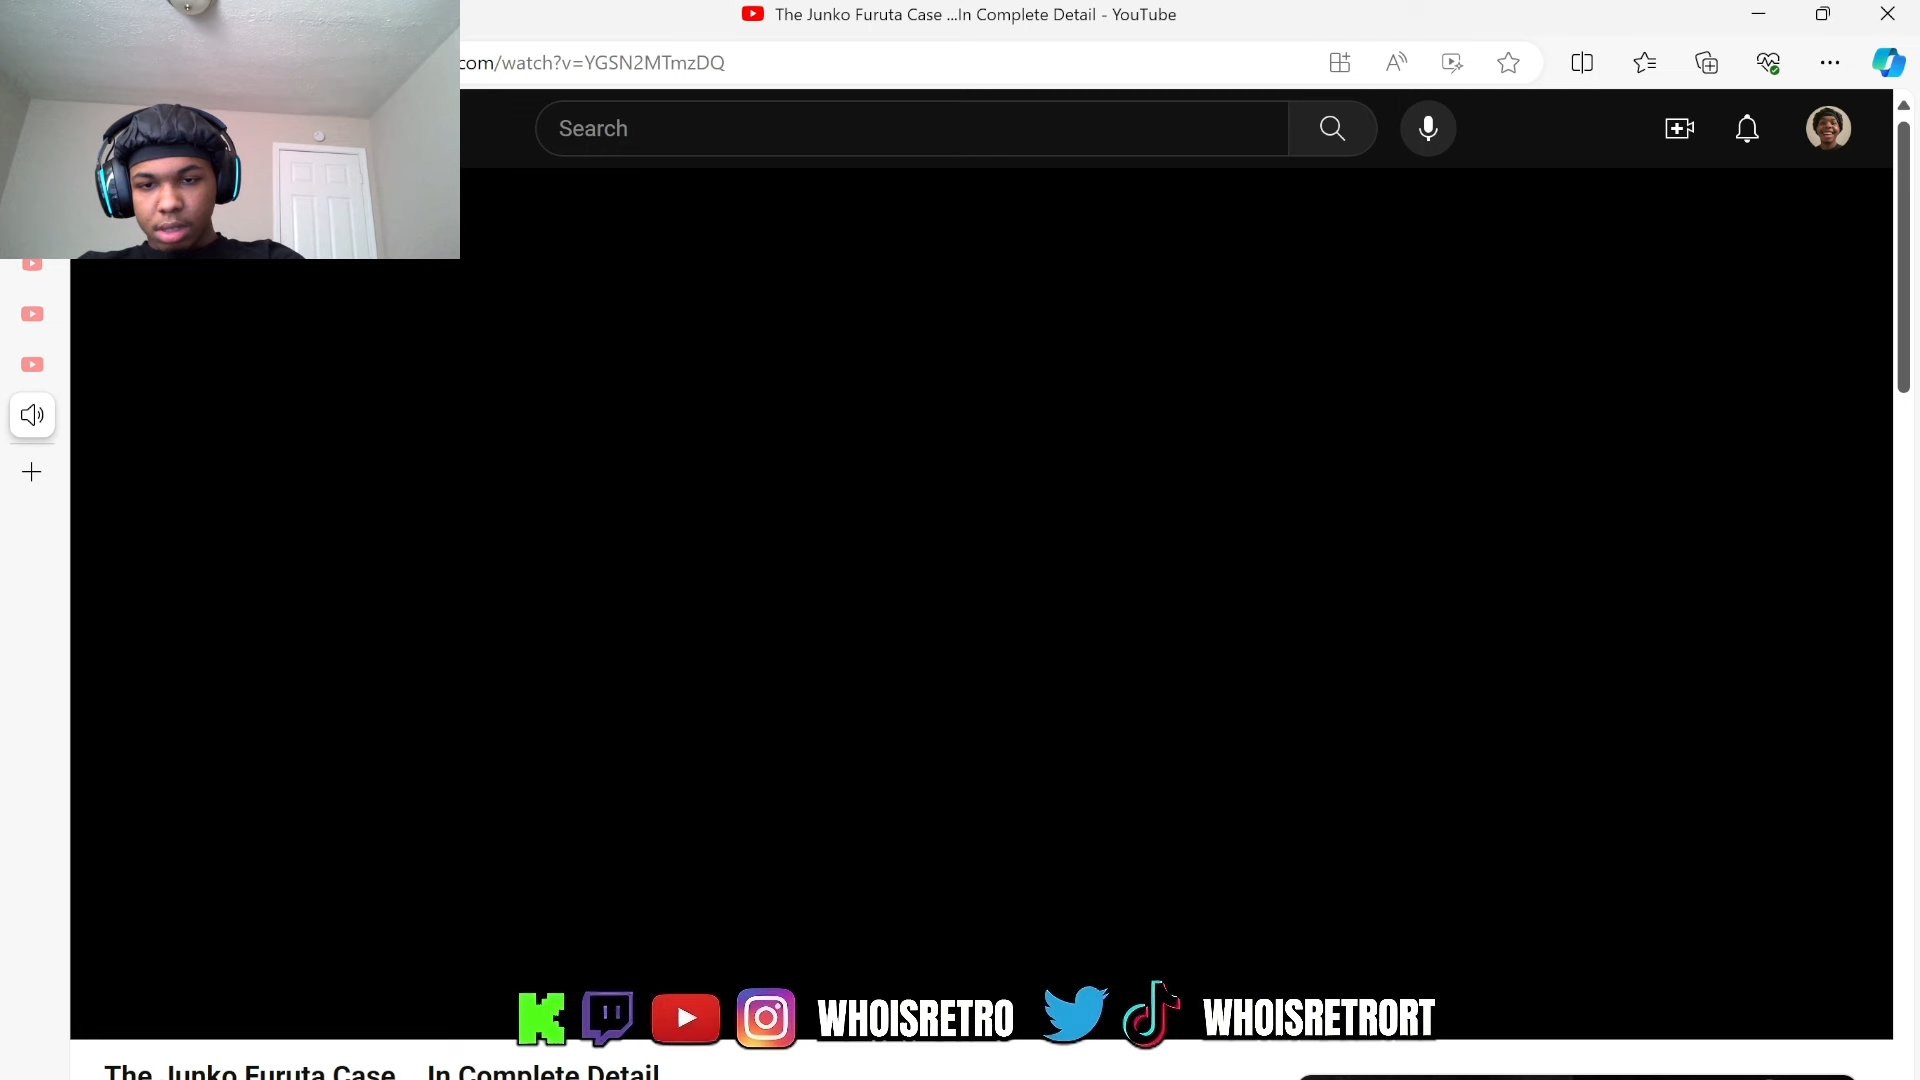 The Junko Furuta Case ...In Complete Detail - YouTube
com/watch?v=YGSN2MTmzDQ
Search
WHOISRETRO
WHOISRETRORT
The Junko Furuta Case ...In Complete Detail